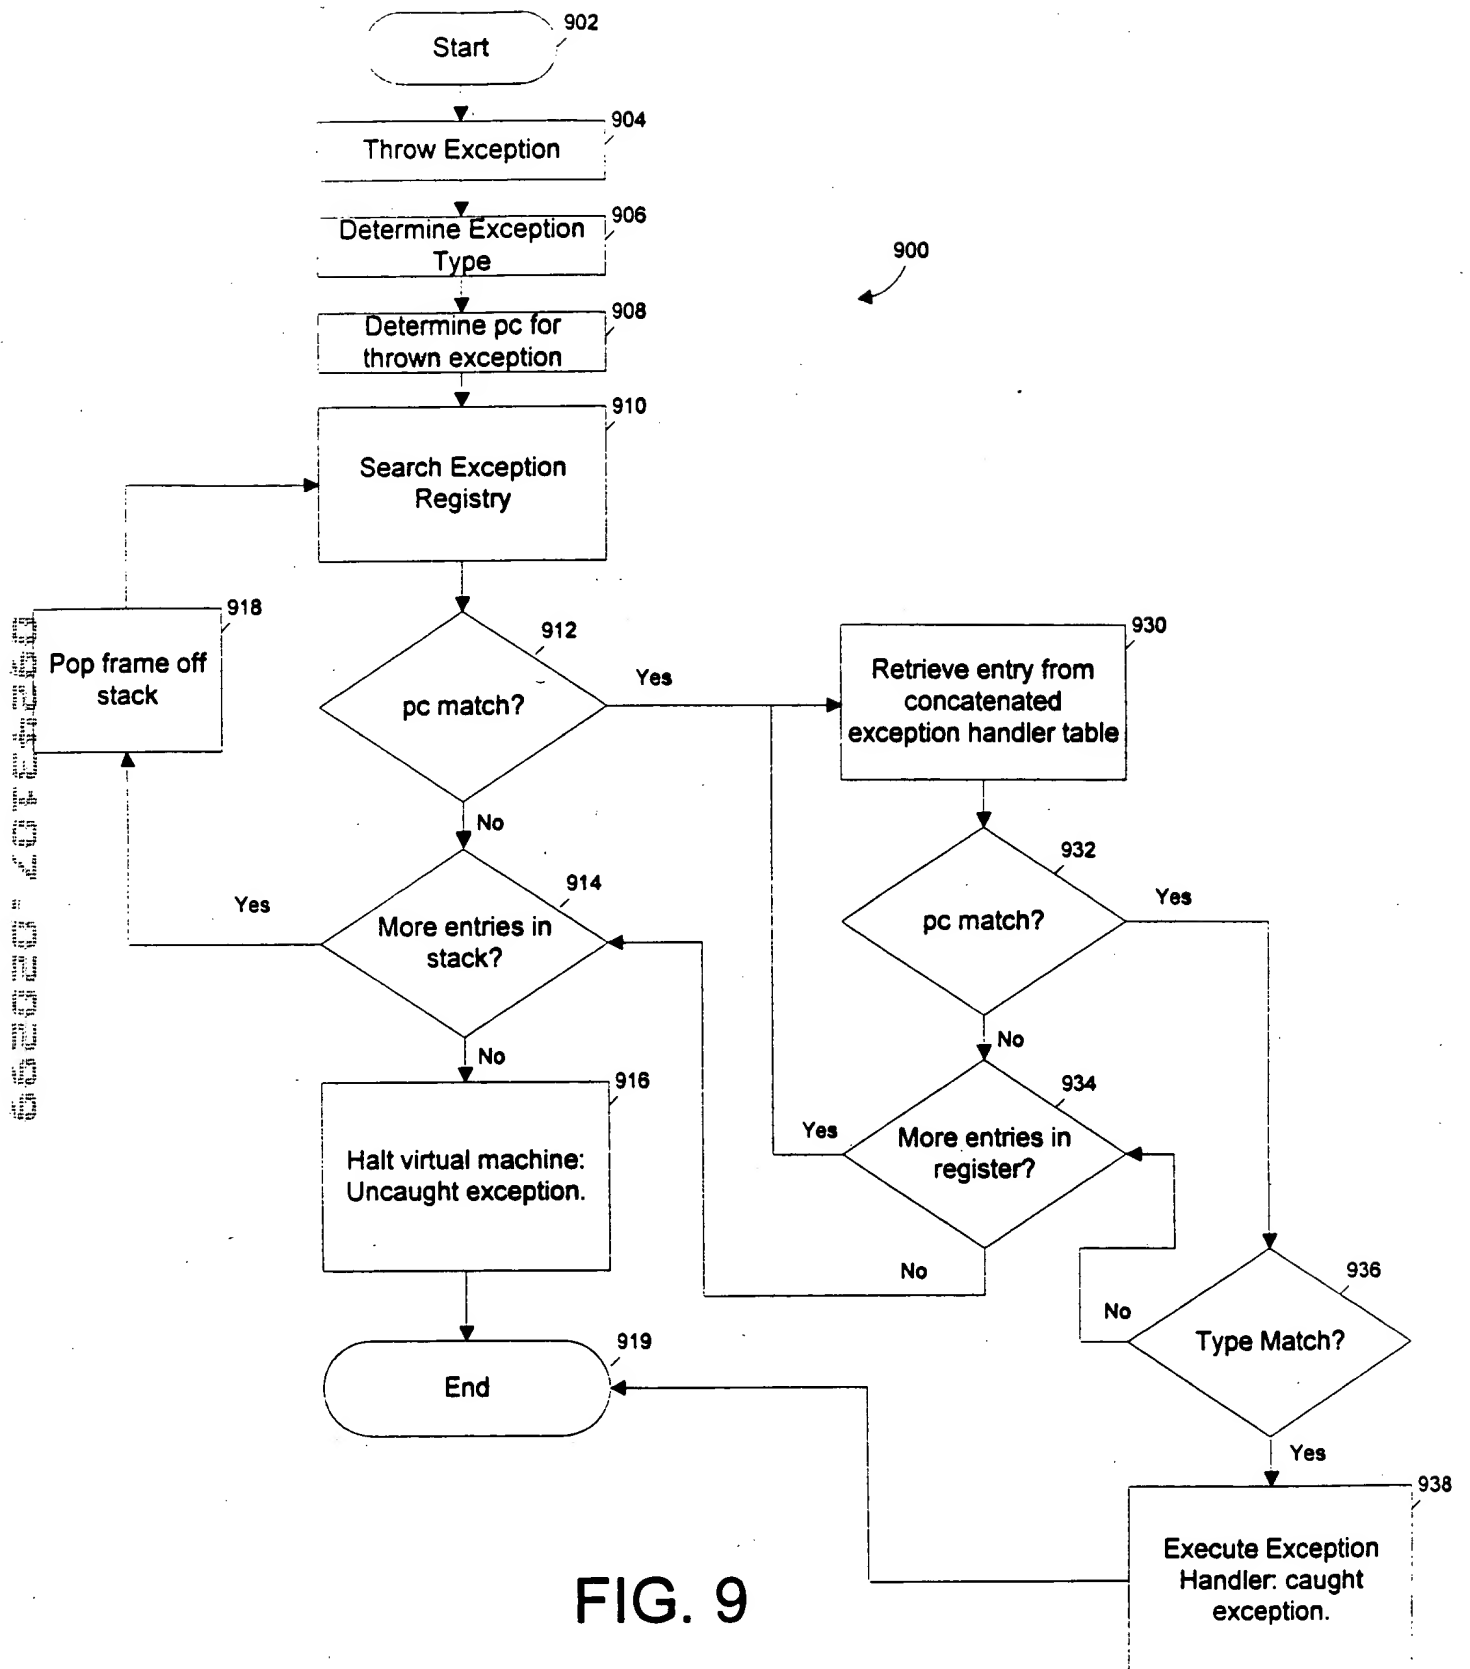 902
Start
904
Throw Exception
906
Determine Exception
Type
900
908
Determine pc for
thrown exception
910
Search Exception
Registry
918
Pop frame off
stack
912
pc match?
Yes
No
930
Retrieve entry from
concatenated
exception handler table
932
pc match?
Yes
No
914
More entries in
stack?
Yes
No
934
More entries in
register?
Yes
No
916
Halt virtual machine:
Uncaught exception.
936
Type Match?
No
Yes
919
End
938
Execute Exception
Handler: caught
exception.
FIG. 9